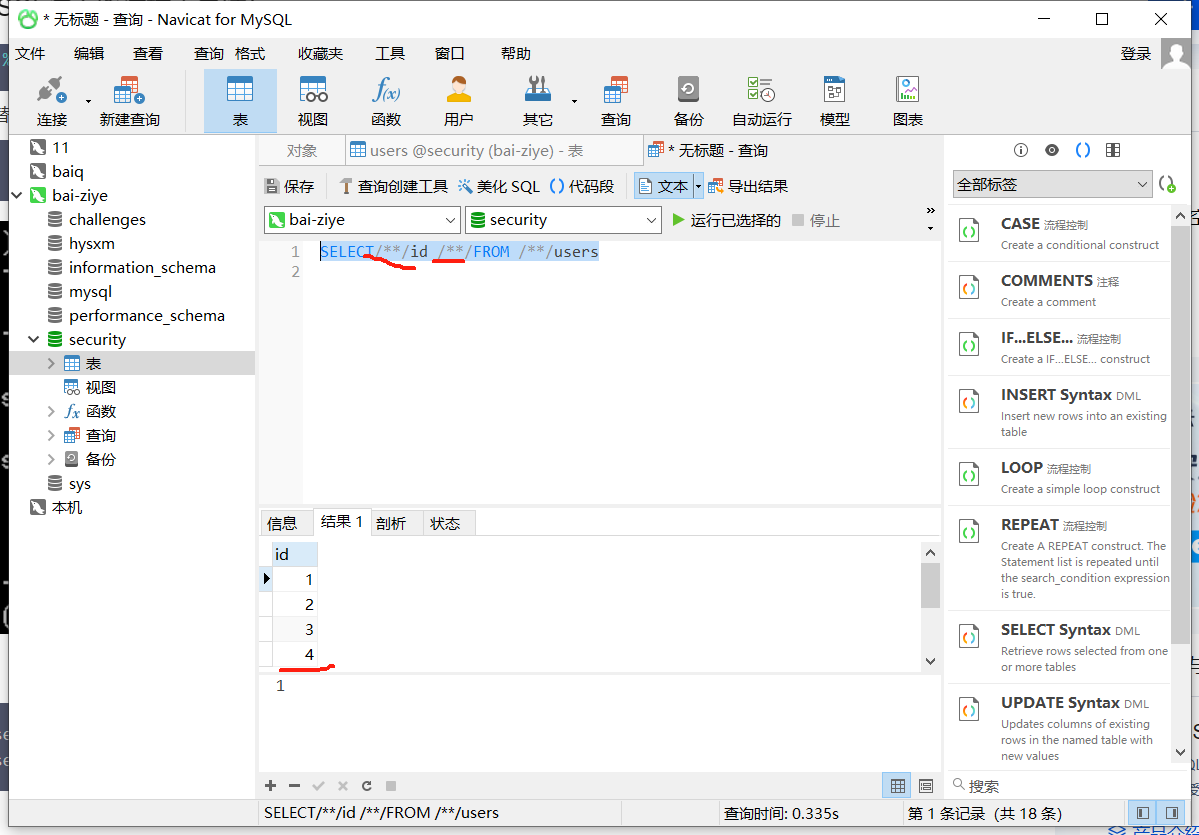 * 无标题 - 查询 - Navicat for MySQL
文件 编辑 查看 查询 格式 收藏夹 工具 窗口 帮助 登录
连接 新建查询 表 视图 函数 用户 其它 查询 备份 自动运行 模型 图表
11
baiq
bai-ziye
challenges
hysxm
information_schema
mysql
performance_schema
security
表
视图
函数
查询
备份
sys
本机
对象 users @security (bai-ziye) - 表 * 无标题 - 查询
保存 查询创建工具 美化 SQL () 代码段 文本 导出结果
bai-ziye security 运行已选择的 停止
1 SELECT/**/id /**/FROM /**/users
2
信息 结果 1 剖析 状态
id
1
2
3
4
1
SELECT/**/id /**/FROM /**/users 查询时间: 0.335s 第 1 条记录 (共 18 条)
全部标签
CASE 流程控制
Create a conditional construct
COMMENTS 注释
Create a comment
IF...ELSE... 流程控制
Create a IF...ELSE... construct
INSERT Syntax DML
Insert new rows into an existing
table
LOOP 流程控制
Create a simple loop construct
REPEAT 流程控制
Create A REPEAT construct. The
Statement list is repeated until
the search_condition expression
is true.
SELECT Syntax DML
Retrieve rows selected from one
or more tables
UPDATE Syntax DML
Updates columns of existing
rows in the named table with
new values
搜索